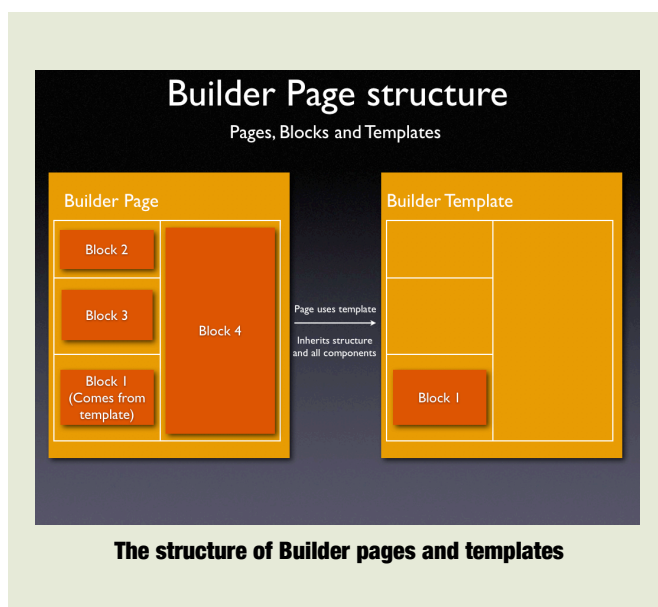 Builder Page structure
Pages, Blocks and Templates
Builder Page
Block 2
Block 3
Block 1
(Comes from
template)
Block 4
Page uses template
Inherits structure
and all components
Builder Template
Block 1
The structure of Builder pages and templates